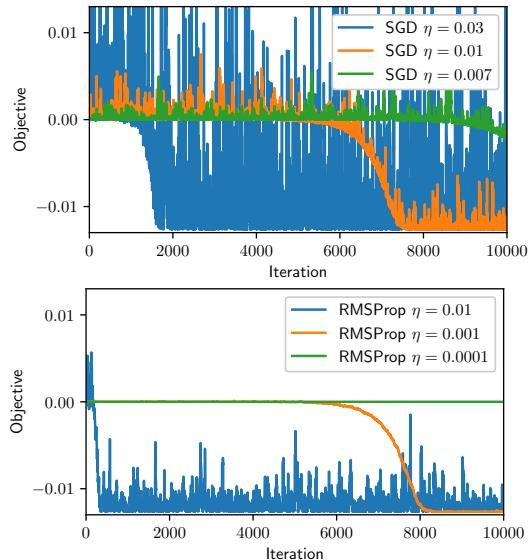 0.01
0.00
−0.01
Objective
SGD η = 0.03
SGD η = 0.01
SGD η = 0.007
0 2000 4000 6000 8000 10000
Iteration
0.01
0.00
−0.01
Objective
RMSProp η = 0.01
RMSProp η = 0.001
RMSProp η = 0.0001
0 2000 4000 6000 8000 10000
Iteration